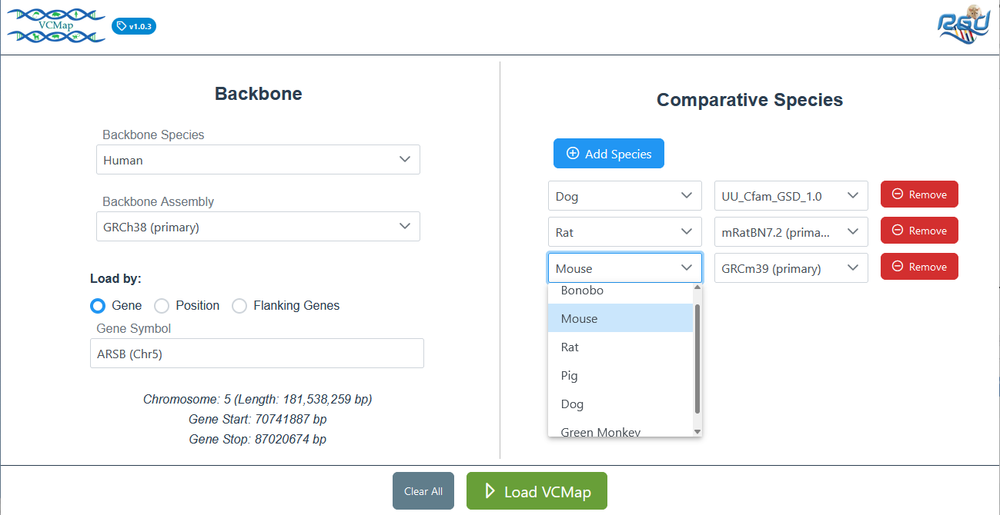 VCMap
v1.0.3
RGD
Backbone
Backbone Species
Human
Backbone Assembly
GRCh38 (primary)
Load by:
Gene Position Flanking Genes
Gene Symbol
ARSB (Chr5)
Chromosome: 5 (Length: 181,538,259 bp)
Gene Start: 70741887 bp
Gene Stop: 87020674 bp
Comparative Species
Add Species
Dog UU_Cfam_GSD_1.0 Remove
Rat mRatBN7.2 (prima... Remove
Mouse GRCm39 (primary) Remove
Bonobo
Mouse
Rat
Pig
Dog
Green Monkey
Clear All Load VCMap